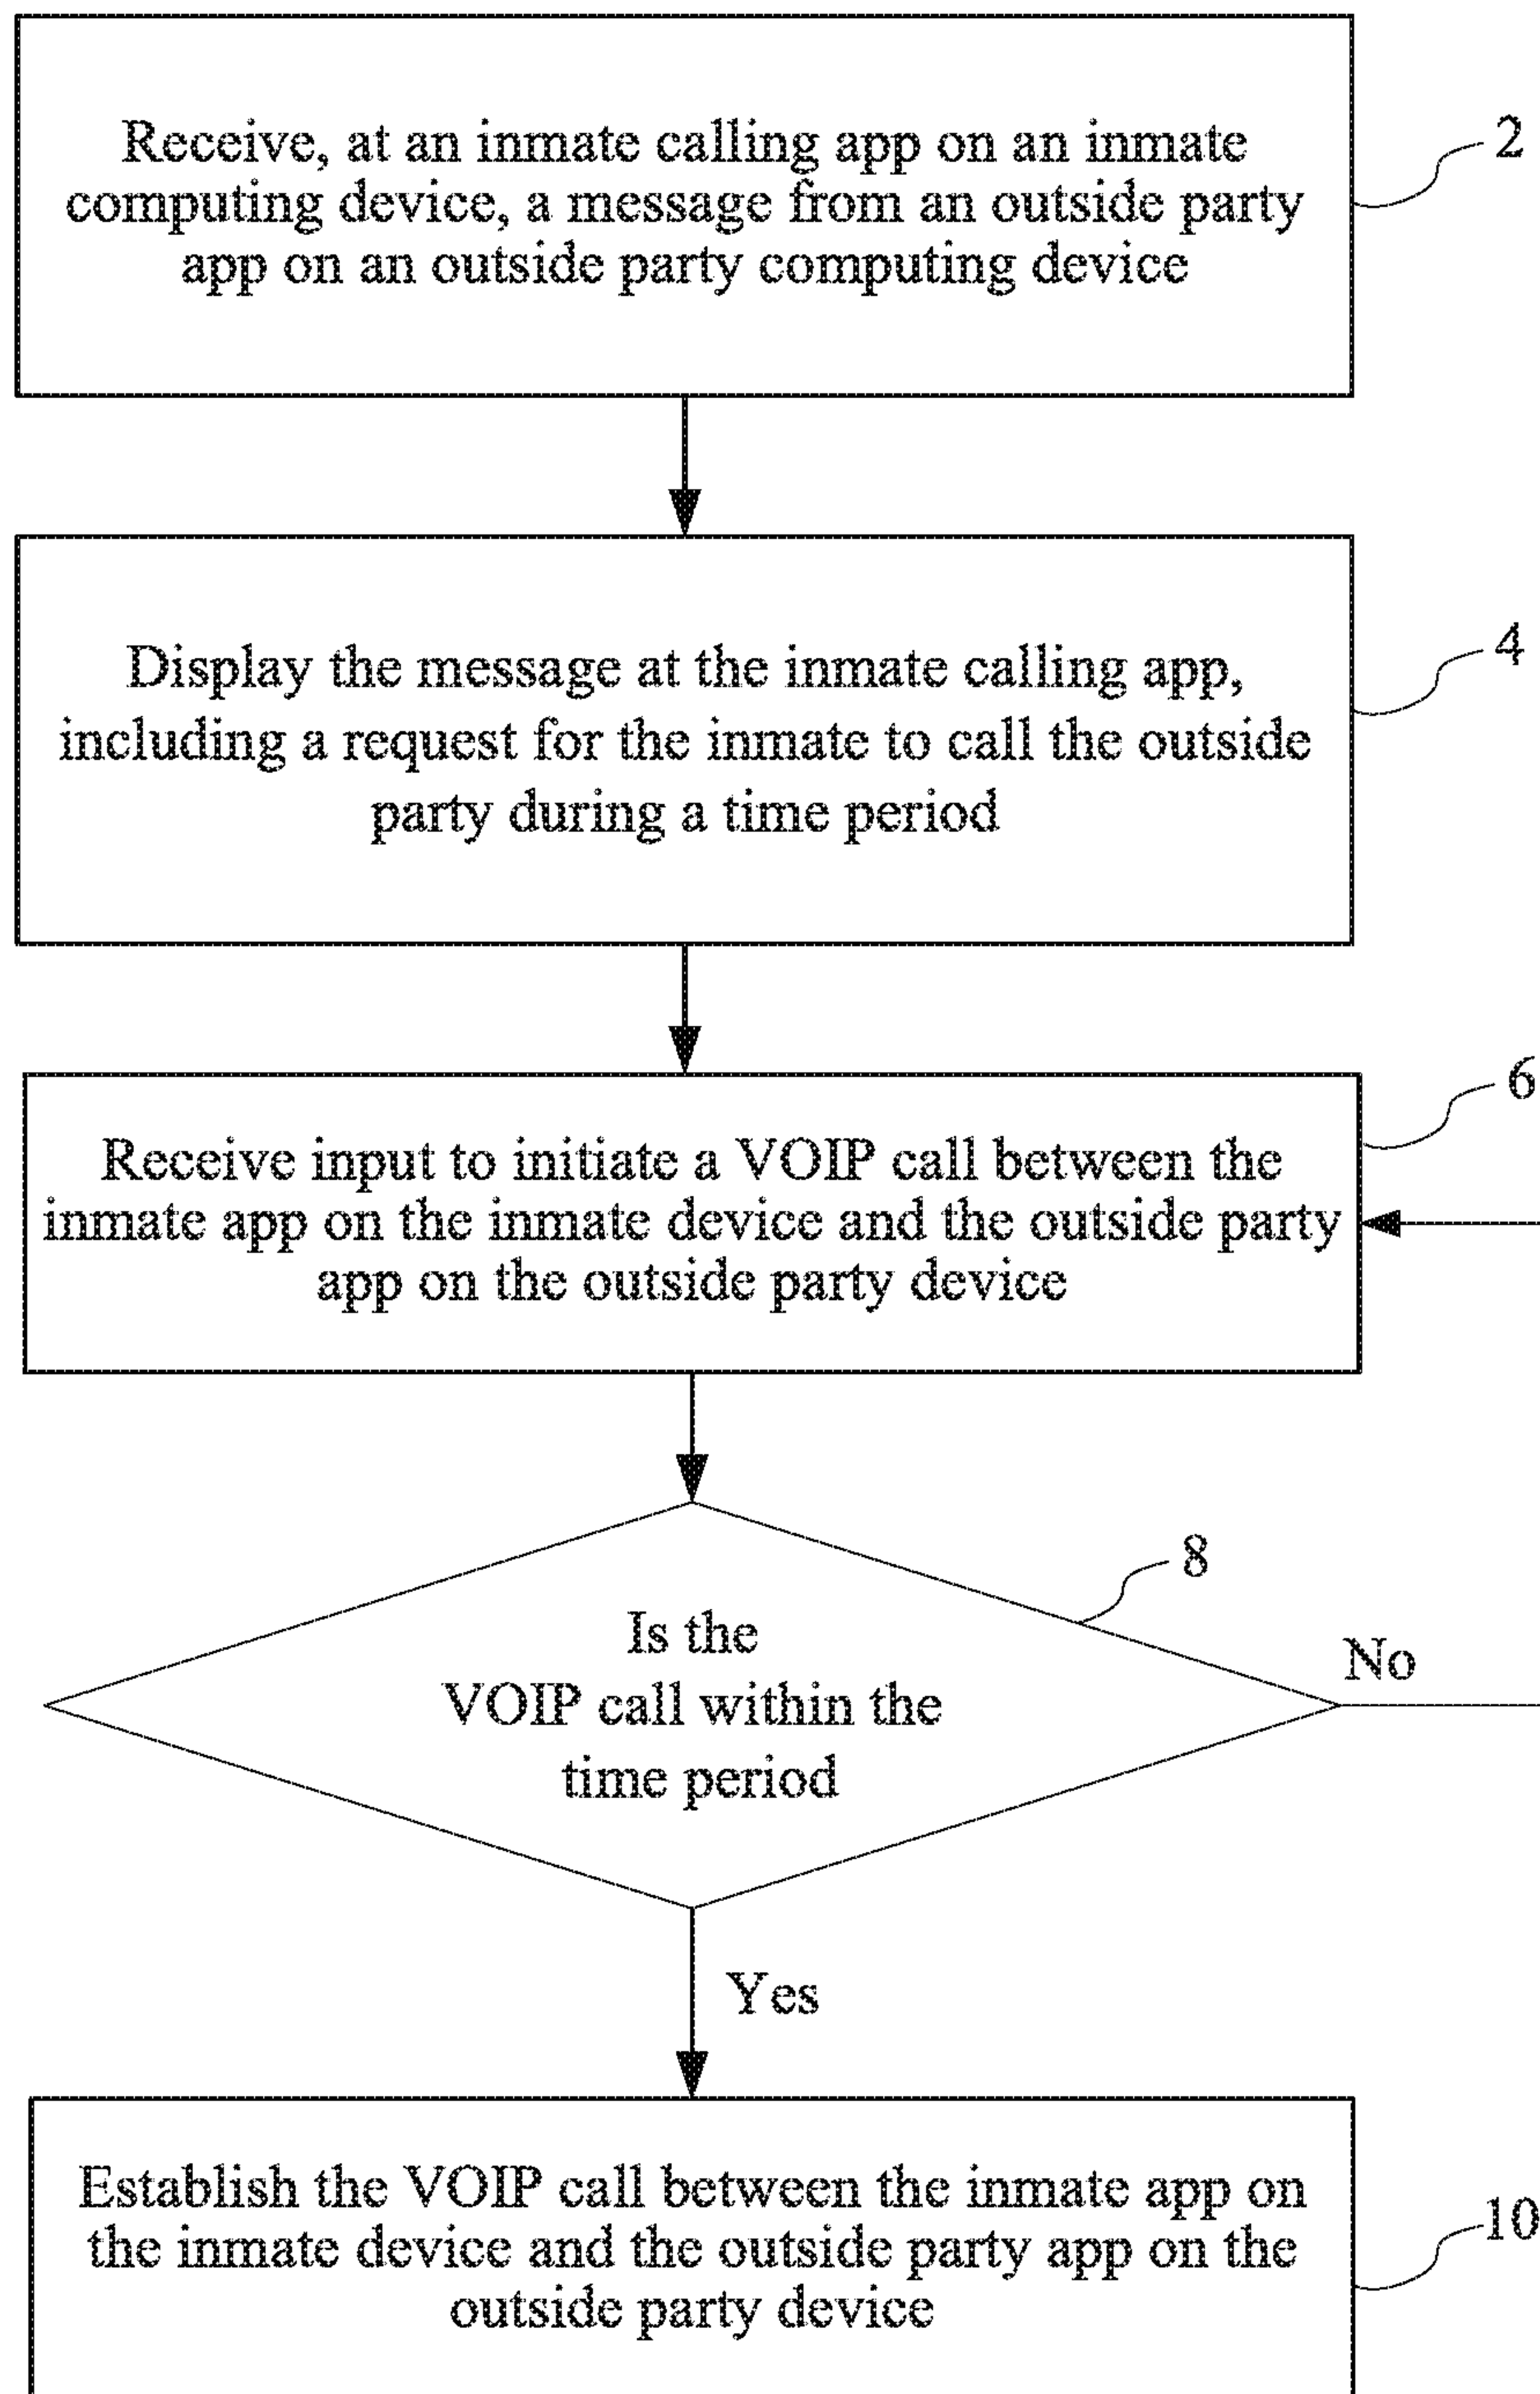 Receive, at an inmate calling app on an inmate
computing device, a message from an outside party
app on an outside party computing device
2
Display the message at the inmate calling app,
including a request for the inmate to call the outside
party during a time period
4
Receive input to initiate a VOIP call between the
inmate app on the inmate device and the outside party
app on the outside party device
6
Is the
VOIP call within the
time period
8
No
Yes
Establish the VOIP call between the inmate app on
the inmate device and the outside party app on the
outside party device
10